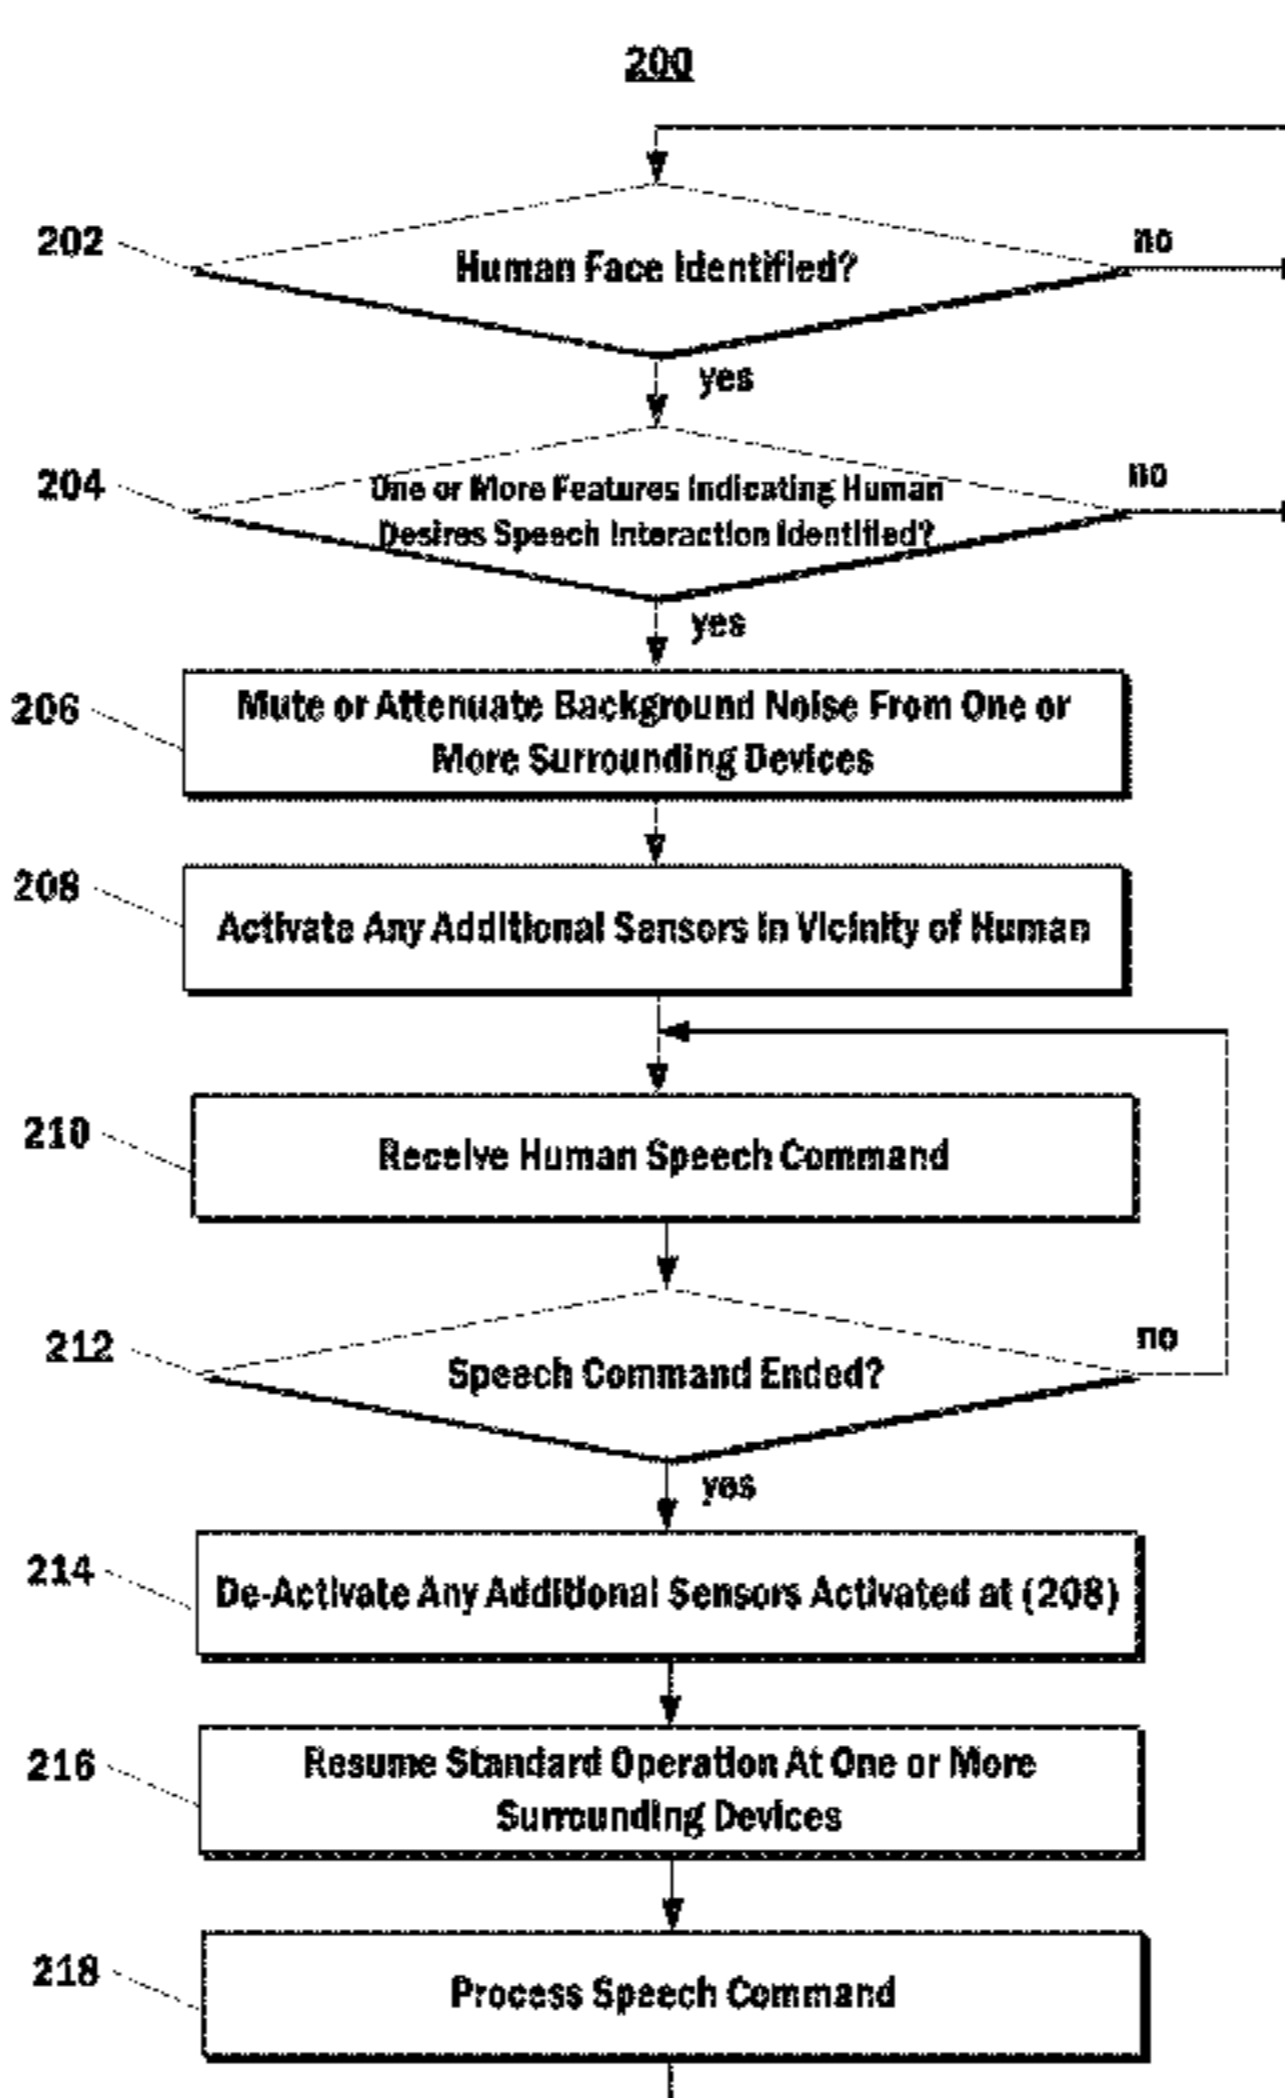 200
202
Human Face Identified?
no
yes
204
One or More Features Indicating Human
Desires Speech Interaction Identified?
no
yes
206
Mute or Attenuate Background Noise From One or
More Surrounding Devices
208
Activate Any Additional Sensors in Vicinity of Human
210
Receive Human Speech Command
212
Speech Command Ended?
no
yes
214
De-Activate Any Additional Sensors Activated at (208)
216
Resume Standard Operation At One or More
Surrounding Devices
218
Process Speech Command